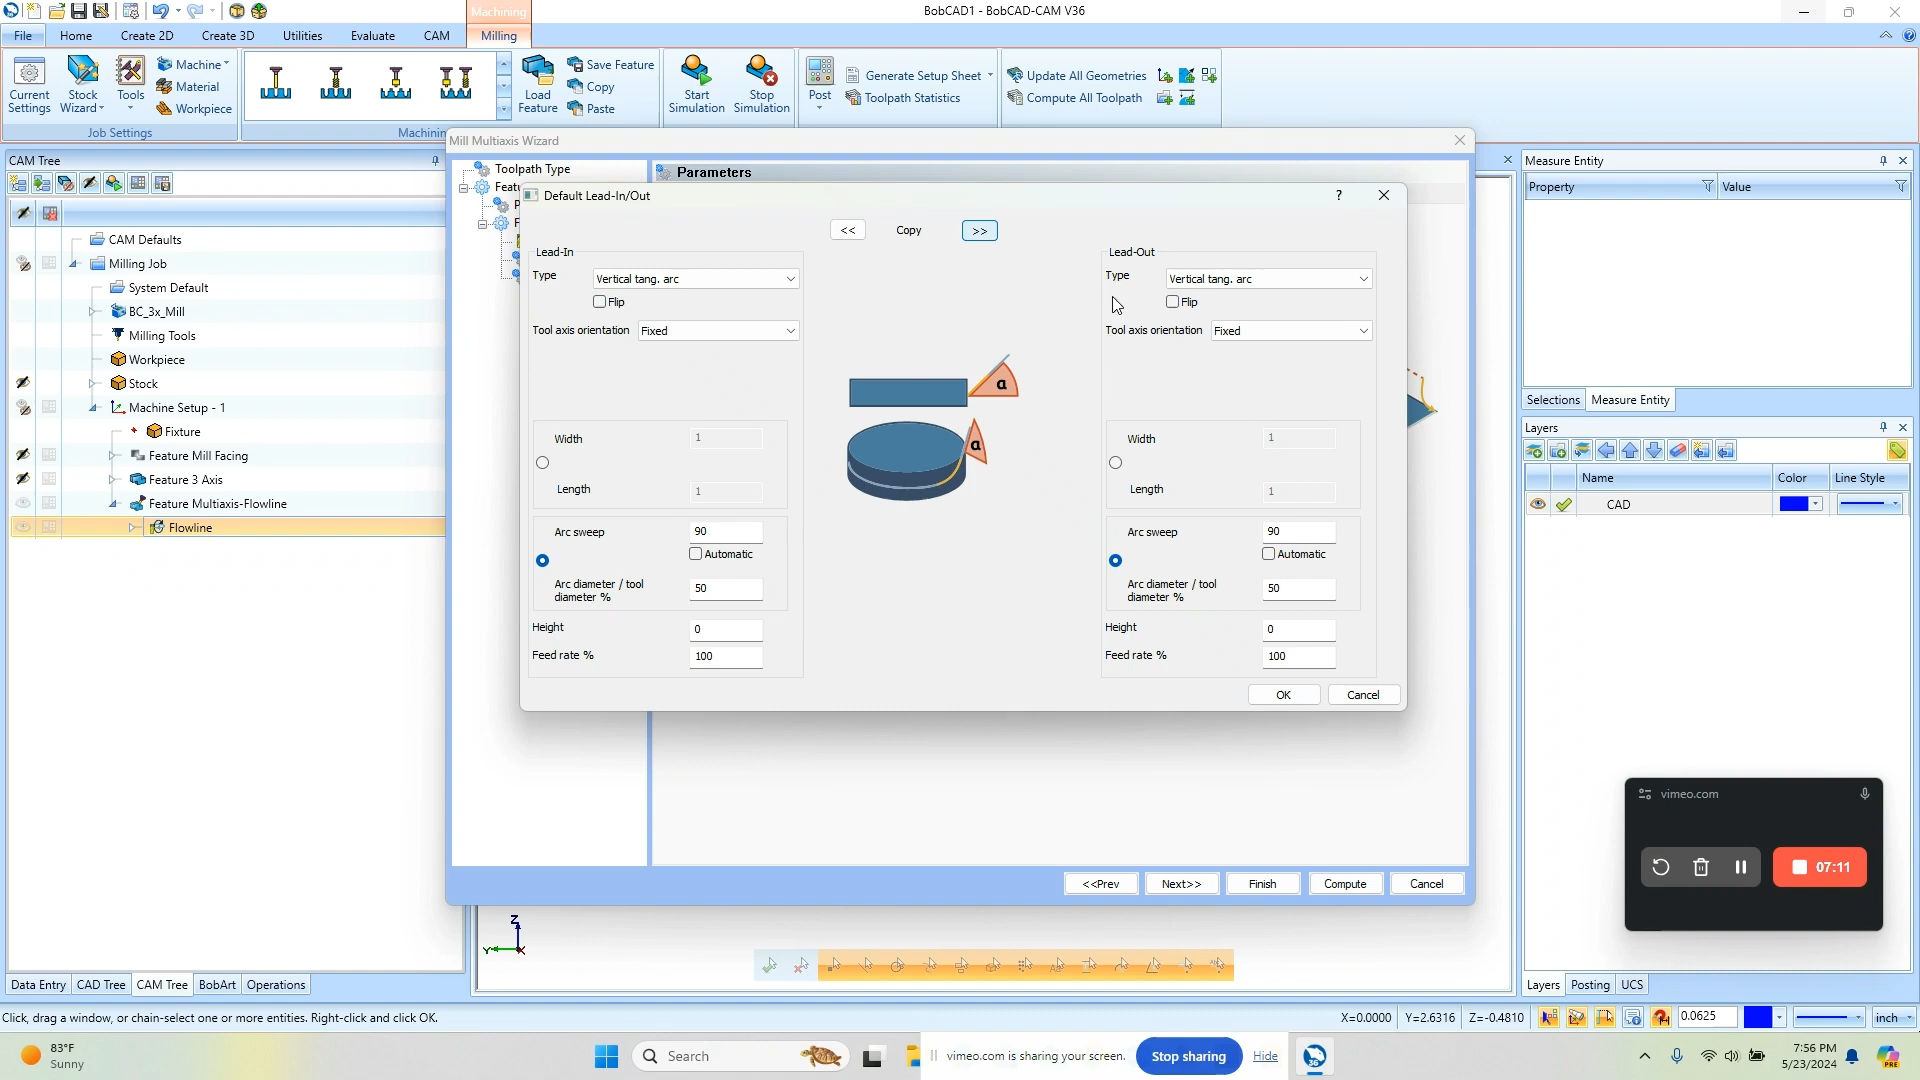 BobCAD1 - BobCAD-CAM V36
Machining
File Home Create 2D Create 3D Utilities Evaluate CAM Milling
Current Settings
Stock Wizard
Tools
Machine
Material
Workpiece
Job Settings
Machinin
Load Feature
Save Feature
Copy
Paste
Start Simulation
Stop Simulation
Post
Generate Setup Sheet
Toolpath Statistics
Update All Geometries
Compute All Toolpath
CAM Tree
CAM Defaults
Milling Job
System Default
BC_3x_Mill
Milling Tools
Workpiece
Stock
Machine Setup - 1
Fixture
Feature Mill Facing
Feature 3 Axis
Feature Multiaxis-Flowline
Flowline
Data Entry CAD Tree CAM Tree BobArt Operations
Mill Multiaxis Wizard
Toolpath Type
Featu
P
F
Parameters
Default Lead-In/Out
?
<< Copy >>
Lead-In
Type Vertical tang. arc
Flip
Tool axis orientation Fixed
Width 1
Length 1
Arc sweep 90
Automatic
Arc diameter / tool diameter % 50
Height 0
Feed rate % 100
a
a
Lead-Out
Type Vertical tang. arc
Flip
Tool axis orientation Fixed
Width 1
Length 1
Arc sweep 90
Automatic
Arc diameter / tool diameter % 50
Height 0
Feed rate % 100
OK Cancel
<<Prev Next>> Finish Compute Cancel
Z
Y X
Measure Entity
Property Value
Selections Measure Entity
Layers
Name Color Line Style
CAD
vimeo.com
07:11
Layers Posting UCS
Click, drag a window, or chain-select one or more entities. Right-click and click OK.
X=0.0000 Y=2.6316 Z=-0.4810 0.0625 inch
83°F
Sunny
Search
vimeo.com is sharing your screen. Stop sharing Hide
7:56 PM
5/23/2024
PRE